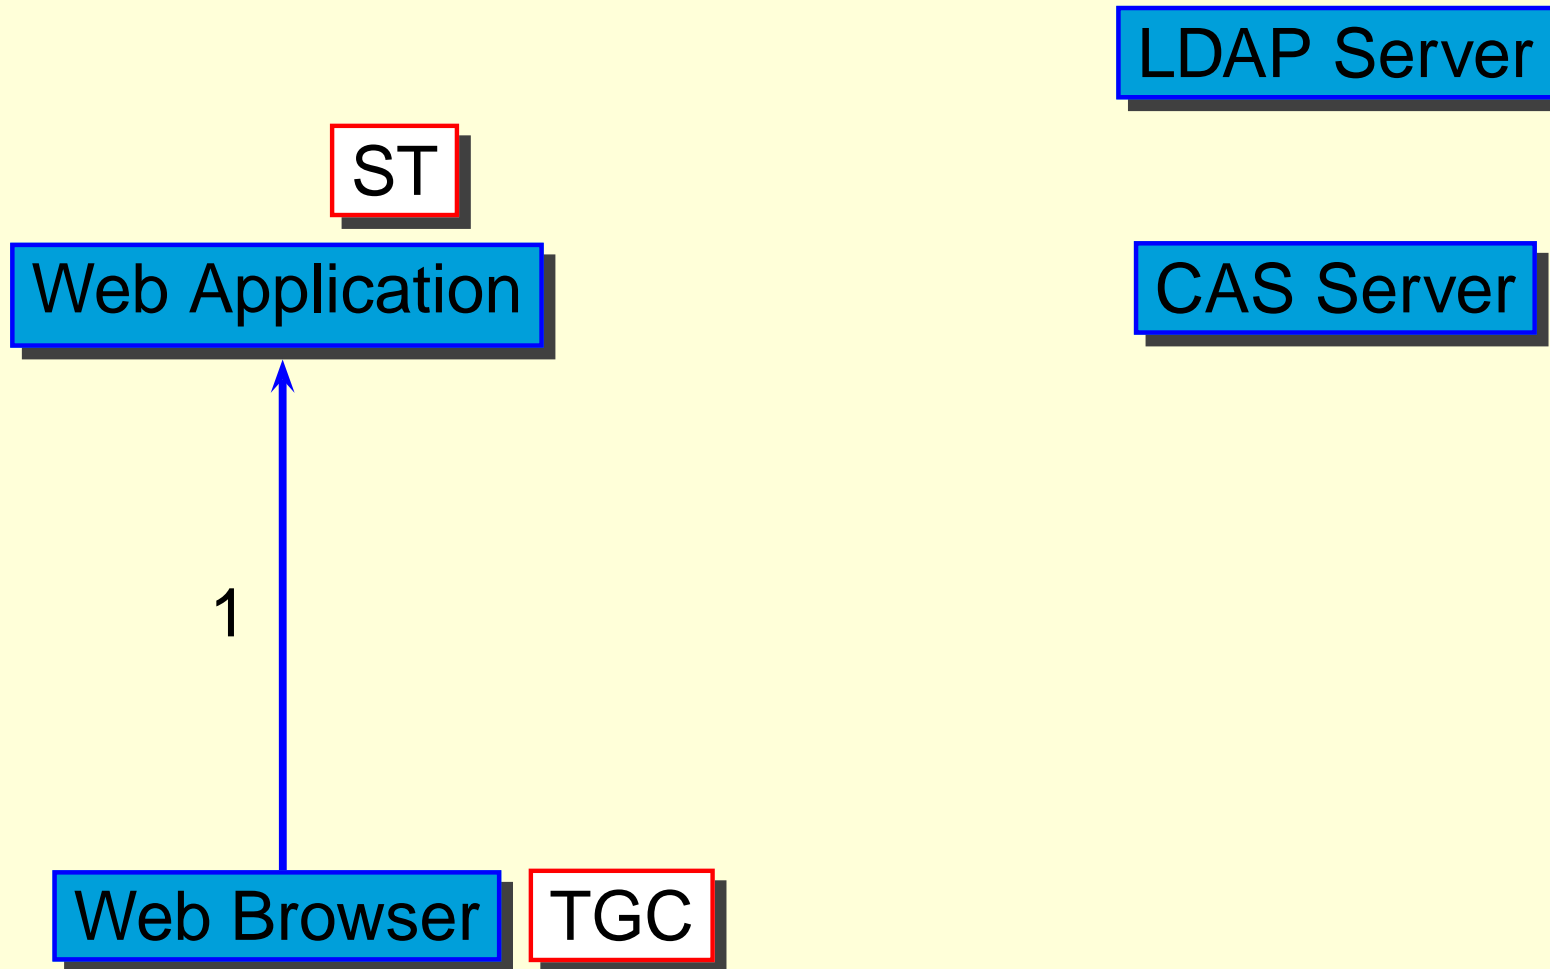 LDAP Server
ST
Web Application
CAS Server
1
Web Browser
TGC